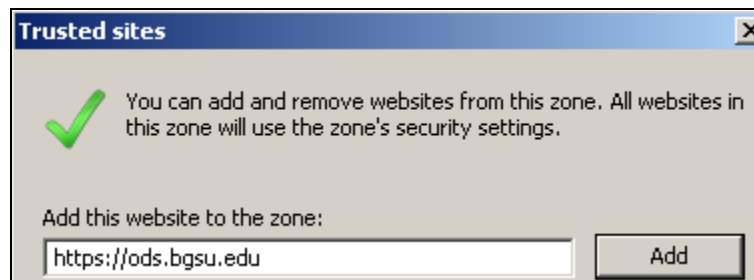 Trusted sites
You can add and remove websites from this zone. All websites in
this zone will use the zone's security settings.
Add this website to the zone:
https://ods.bgsu.edu
Add